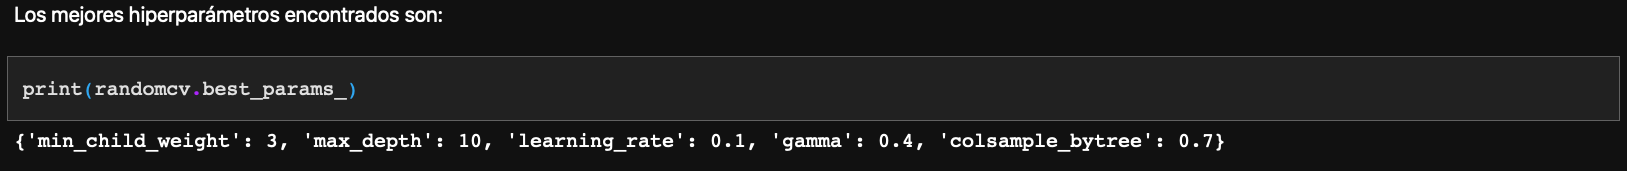 Los mejores hiperparámetros encontrados son:
print(randomcv.best_params_)
{'min_child_weight': 3, 'max_depth': 10, 'learning_rate': 0.1, 'gamma': 0.4, 'colsample_bytree': 0.7}